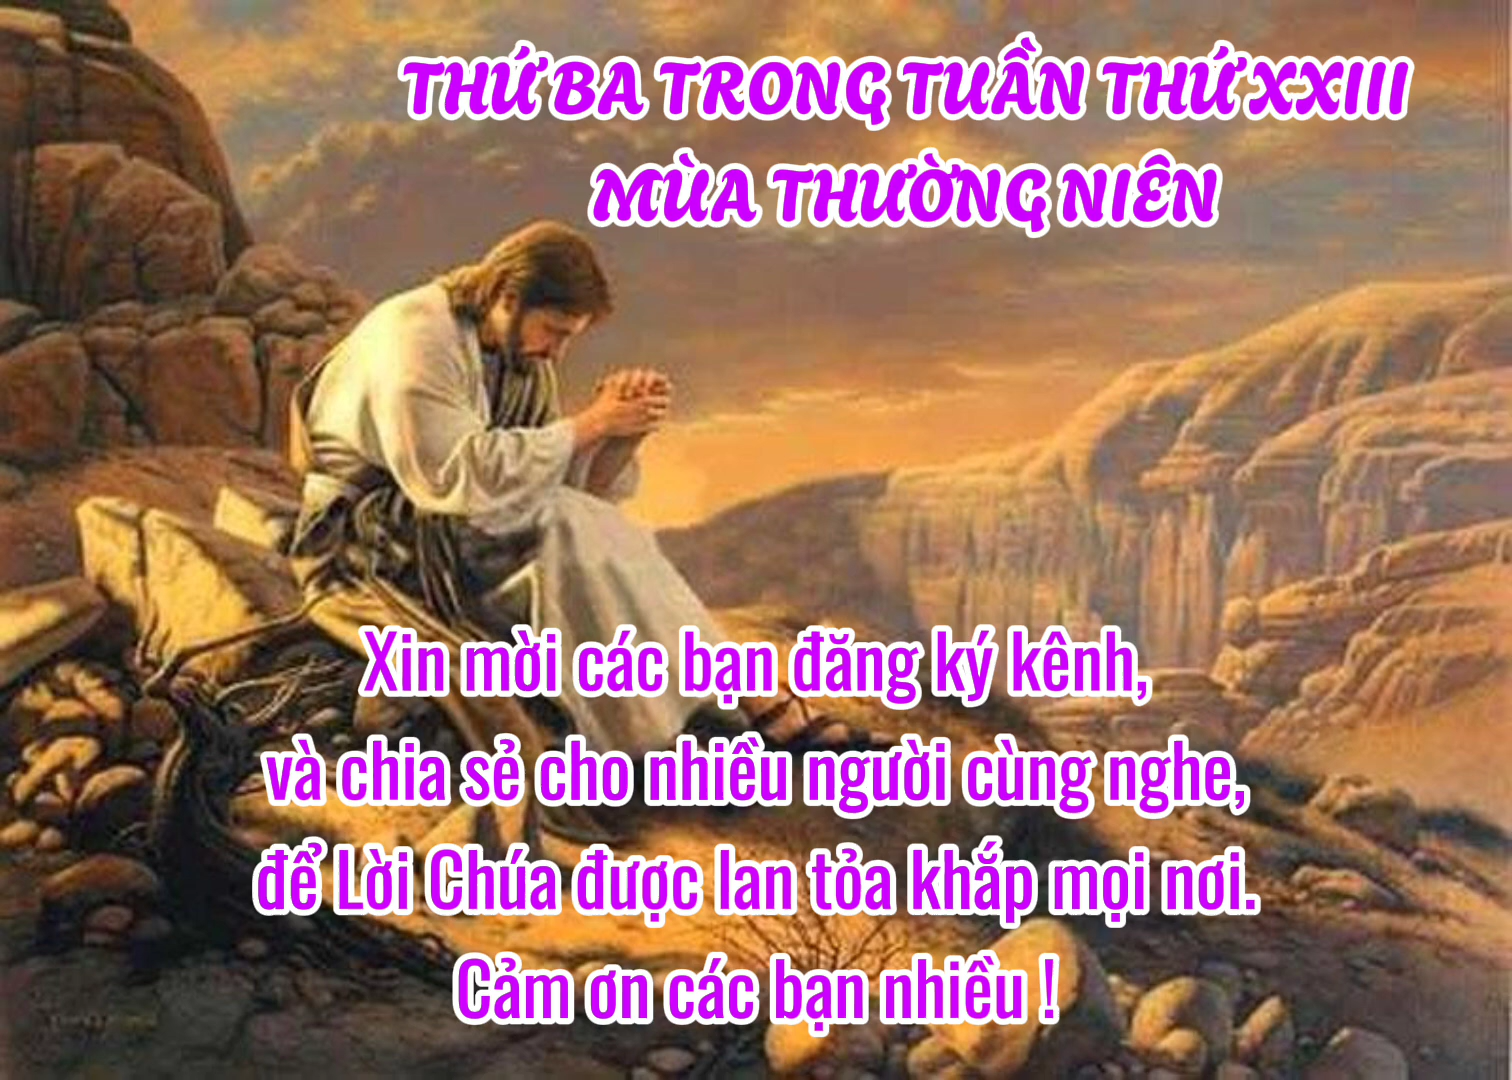 THỨ BA TRONG TUẦN THỨ XXIII
MÙA THƯỜNG NIÊN
Xin mời các bạn đăng ký kênh,
và chia sẻ cho nhiều người cùng nghe,
để Lời Chúa được lan tỏa khắp mọi nơi.
Cảm ơn các bạn nhiều !